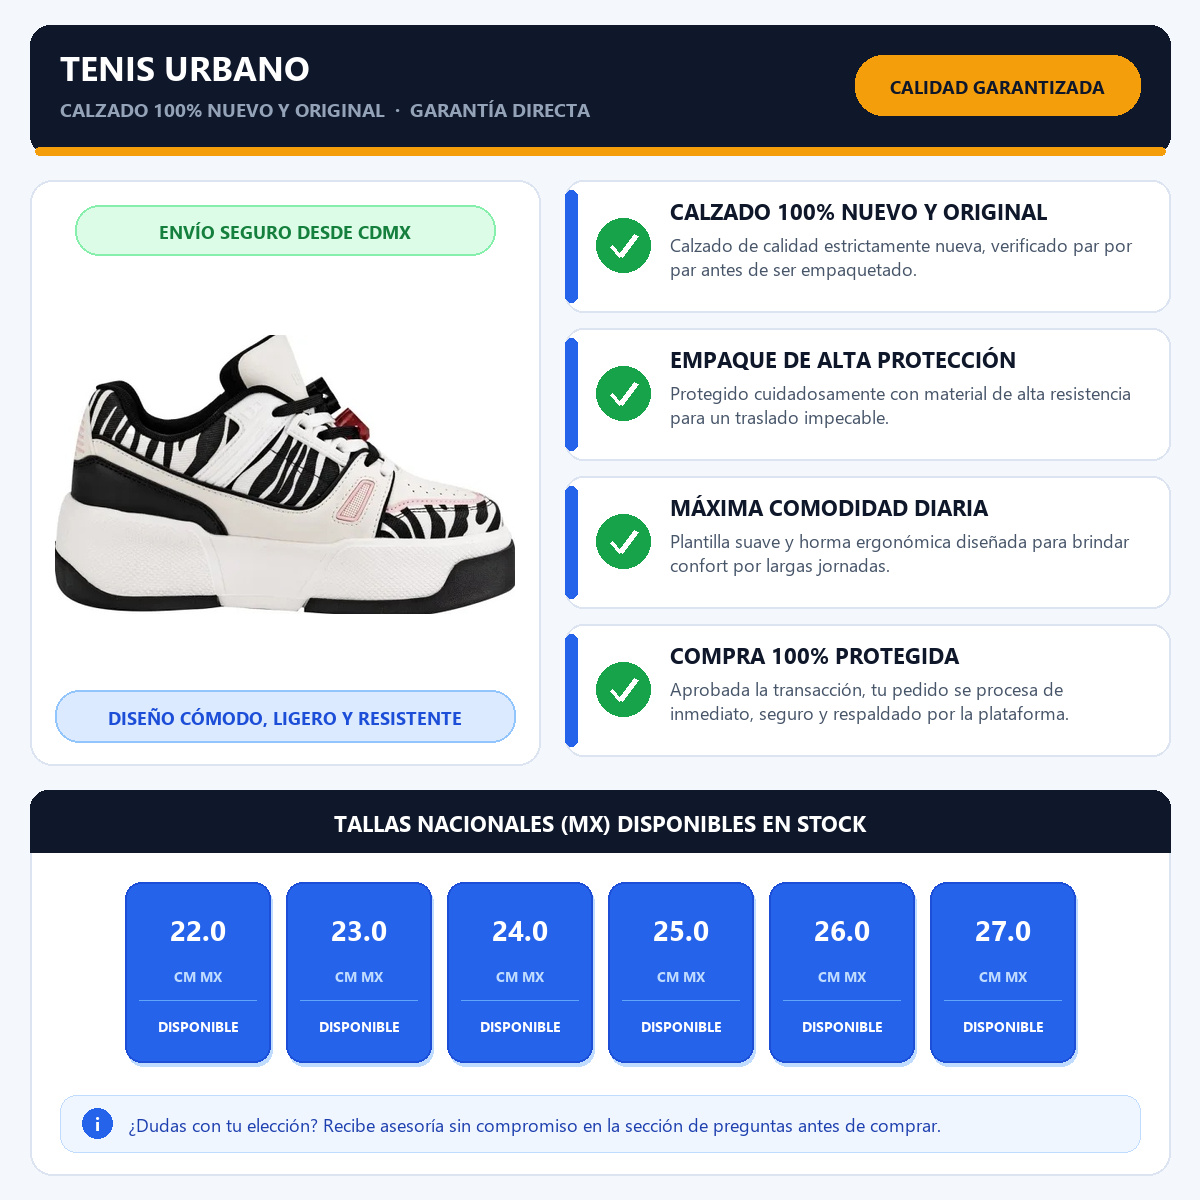 TENIS URBANO
CALZADO 100% NUEVO Y ORIGINAL · GARANTÍA DIRECTA
CALIDAD GARANTIZADA
ENVÍO SEGURO DESDE CDMX
DISEÑO CÓMODO, LIGERO Y RESISTENTE
CALZADO 100% NUEVO Y ORIGINAL
Calzado de calidad estrictamente nueva, verificado par por
par antes de ser empaquetado.
EMPAQUE DE ALTA PROTECCIÓN
Protegido cuidadosamente con material de alta resistencia
para un traslado impecable.
MÁXIMA COMODIDAD DIARIA
Plantilla suave y horma ergonómica diseñada para brindar
confort por largas jornadas.
COMPRA 100% PROTEGIDA
Aprobada la transacción, tu pedido se procesa de
inmediato, seguro y respaldado por la plataforma.
TALLAS NACIONALES (MX) DISPONIBLES EN STOCK
22.0
CM MX
DISPONIBLE
23.0
CM MX
DISPONIBLE
24.0
CM MX
DISPONIBLE
25.0
CM MX
DISPONIBLE
26.0
CM MX
DISPONIBLE
27.0
CM MX
DISPONIBLE
i
¿Dudas con tu elección? Recibe asesoría sin compromiso en la sección de preguntas antes de comprar.